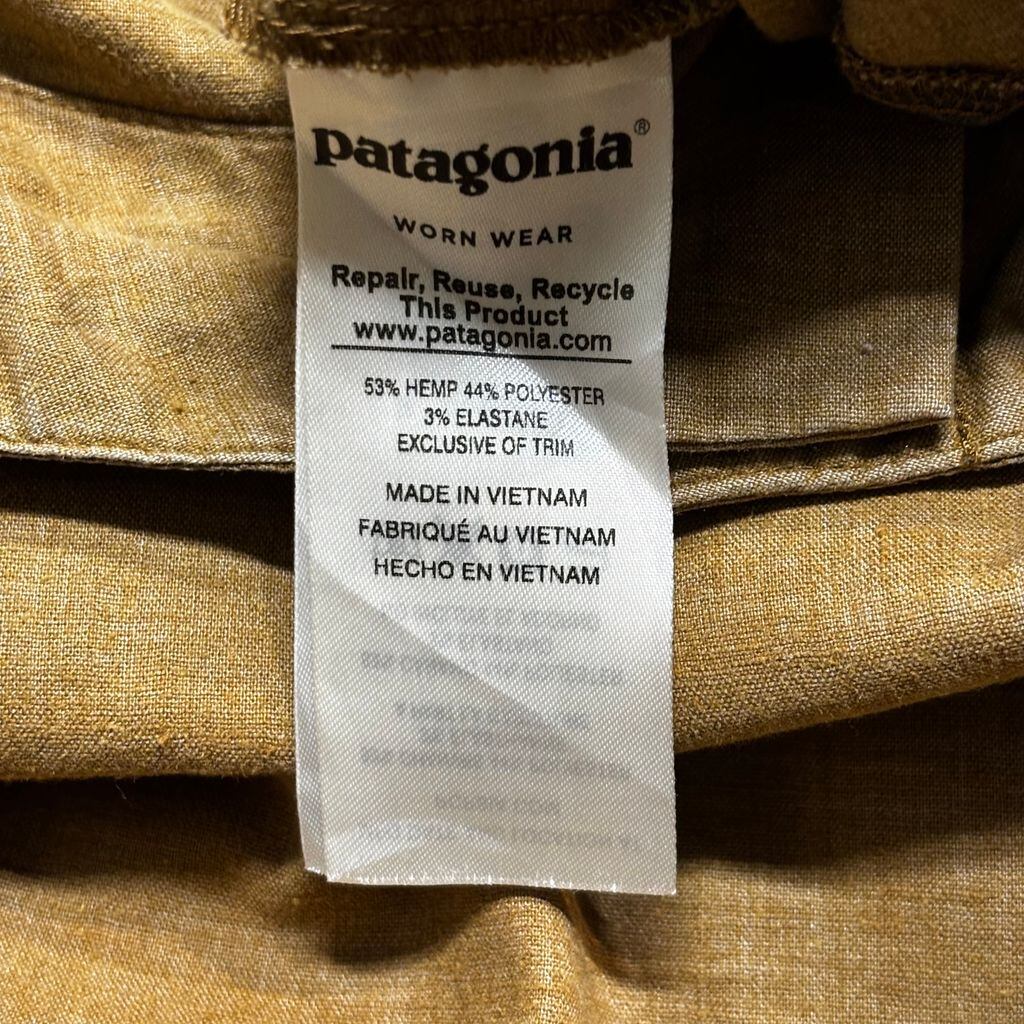 patagonia®
WORN WEAR
Repair, Reuse, Recycle
This Product
www.patagonia.com
53% HEMP 44% POLYESTER
3% ELASTANE
EXCLUSIVE OF TRIM
MADE IN VIETNAM
FABRIQUÉ AU VIETNAM
HECHO EN VIETNAM